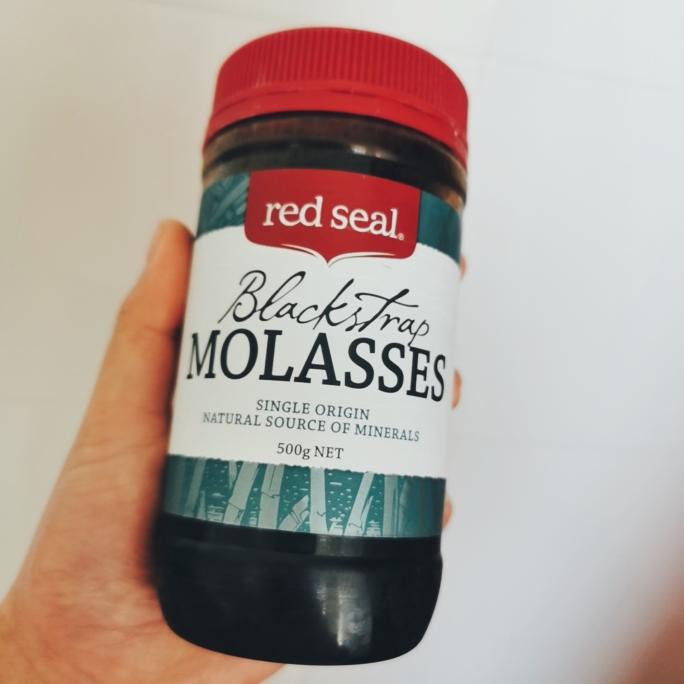 red seal®
Blackstrap
MOLASSES
SINGLE ORIGIN
NATURAL SOURCE OF MINERALS
500g NET